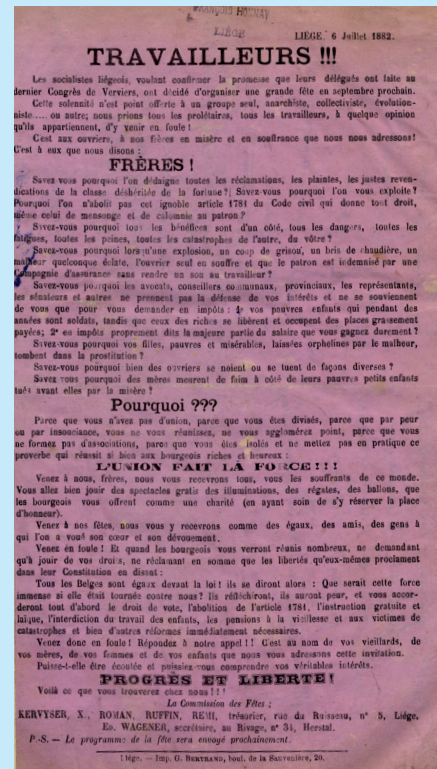 FRANÇOIS HONNAY
LIÉGE
LIÉGE, 6 Juillet 1882.
TRAVAILLEURS !!!
Les socialistes liégeois, voulant confirmer la promesse que leurs délégués ont faite au
dernier Congrès de Verviers, ont décidé d'organiser une grande fête en septembre prochain.
Cette solennité n'est point offerte à un groupe seul, anarchiste, collectiviste, évolution-
niste..... ou autre; nous prions tous les prolétaires, tous les travailleurs, à quelque opinion
qu'ils appartiennent, d'y venir en foule !
C'est aux ouvriers, à nos frères en misère et en souffrance que nous nous adressons!
C'est à eux que nous disons :
FRÈRES !
Savez-vous pourquoi l'on dédaigne toutes les réclamations, les plaintes, les justes reven-
dications de la classe déshéritée de la fortune? Savez-vous pourquoi l'on vous exploite?
Pourquoi l'on n'abolit pas cet ignoble article 1781 du Code civil qui donne tout droit,
même celui de mensonge et de calomnie au patron?
Savez-vous pourquoi tous les bénéfices sont d'un côté, tous les dangers, toutes les
fatigues, toutes les peines, toutes les catastrophes de l'autre, du vôtre?
Savez-vous pourquoi lorsqu'une explosion, un coup de grisou, un bris de chaudière, un
malheur quelconque éclate, l'ouvrier seul en souffre et que le patron est indemnisé par une
Compagnie d'assurance sans rendre un sou au travailleur?
Savez-vous pourquoi les avocats, conseillers communaux, provinciaux, les représentants,
les sénateurs et autres ne prennent pas la défense de vos intérêts et ne se souviennent
de vous que pour vous demander en impôts : 1° vos pauvres enfants qui pendant des
années sont soldats, tandis que ceux des riches se libèrent et occupent des places grassement
payées; 2° en impôts proprement dits la majeure partie du salaire que vous gagnez durement?
Savez-vous pourquoi vos filles, pauvres et misérables, laissées orphelines par le malheur,
tombent dans la prostitution?
Savez-vous pourquoi bien des ouvriers se noient ou se tuent de façons diverses?
Savez-vous pourquoi des mères meurent de faim à côté de leurs pauvres petits enfants
tués avant elles par la misère?
Pourquoi ???
Parce que vous n'avez pas d'union, parce que vous êtes divisés, parce que par peur
ou par insouciance, vous ne vous réunissez, ne vous agglomérez point, parce que vous
ne formez pas d'associations, parce que vous êtes isolés et ne mettez pas en pratique ce
proverbe qui réussit si bien aux bourgeois riches et heureux :
L'UNION FAIT LA FORCE!!!
Venez à nous, frères, nous vous recevrons tous, vous les souffrants de ce monde.
Vous allez bien jouir des spectacles gratis des illuminations, des régates, des ballons, que
les bourgeois vous offrent comme une charité (en ayant soin de s'y réserver la place
d'honneur).
Venez à nos fêtes, nous vous y recevrons comme des égaux, des amis, des gens à
qui l'on a voué son cœur et son dévouement.
Venez en foule! Et quand les bourgeois vous verront réunis nombreux, ne demandant
qu'à jouir de vos droits, ne réclamant en somme que les libertés qu'eux-mêmes proclament
dans leur Constitution en disant :
Tous les Belges sont égaux devant la loi! ils se diront alors : Que serait cette force
immense si elle était tournée contre nous? Ils réfléchiront, ils auront peur, et vous accor-
deront tout d'abord le droit de vote, l'abolition de l'article 1781, l'instruction gratuite et
laïque, l'interdiction du travail des enfants, les pensions à la vieillesse et aux victimes de
catastrophes et bien d'autres réformes immédiatement nécessaires.
Venez donc en foule! Répondez à notre appel!! C'est au nom de vos vieillards, de
vos mères, de vos femmes et de vos enfants que nous vous adressons cette invitation.
Puisse-t-elle être écoutée et puissiez-vous comprendre vos véritables intérêts.
PROGRÈS ET LIBERTÉ!
Voilà ce que vous trouverez chez nous!!!
La Commission des Fêtes :
KERVYSER, X., ROMAN, RUFFIN, REMI, trésorier, rue du Ruisseau, n° 5, Liége.
ED. WAGENER, secrétaire, au Rivage, n° 31, Herstal.
P.-S. — Le programme de la fête sera envoyé prochainement.
Liége. — Imp. G. BERTRAND, boul. de la Sauvenière, 20.